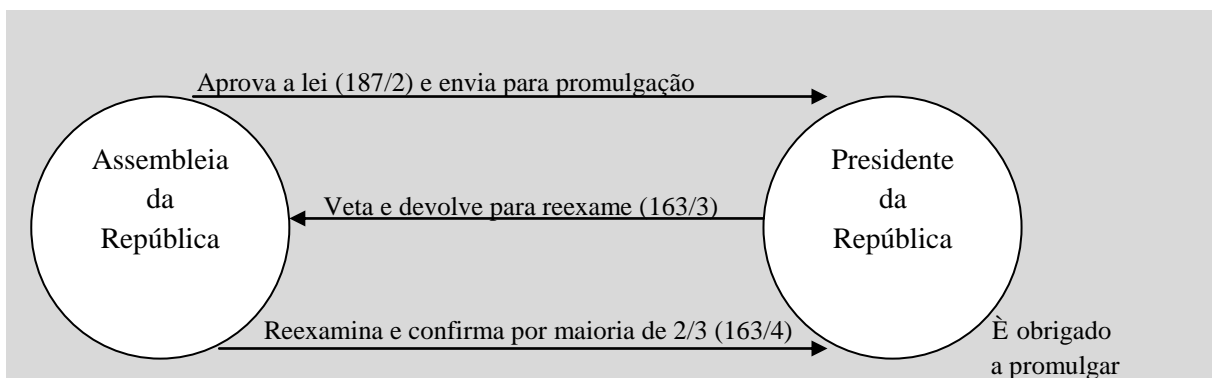 Aprova a lei (187/2) e envia para promulgação
Assembleia
da
República
Presidente
da
República
Veta e devolve para reexame (163/3)
Reexamina e confirma por maioria de 2/3 (163/4)
È obrigado
a promulgar